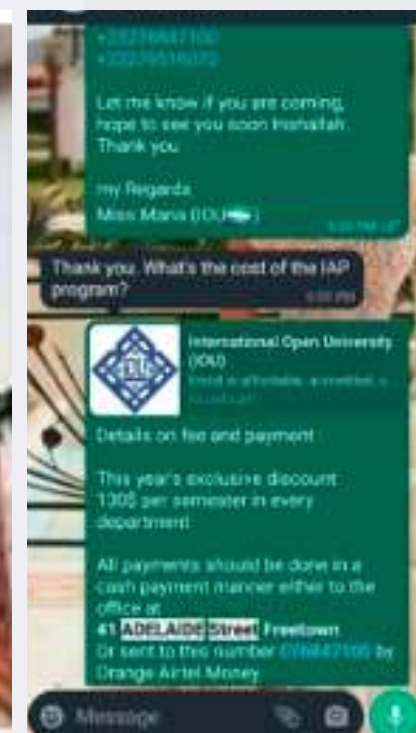 Let me know if you are coming,
hope to see you soon Inshallah
Thank you
my Regards
Miss Maria (IOU
Thank you. What's the cost of the IAP
program?
International Open University
(IOU)
Details on fee and payment
This year's exclusive discount
130$ per semester in every
department
All payments should be done in a
cash payment manner either to the
office at
41 ADELAIDE Street Freetown
Or sent to this number by
Orange Airtel Money
Message